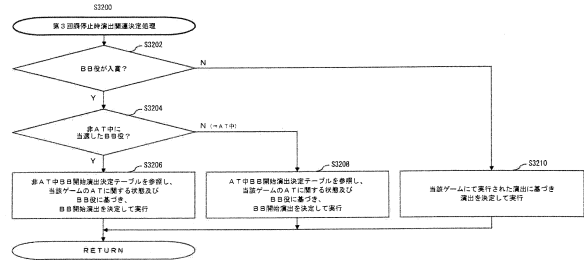 S3200
第3回胴停止時演出関連決定処理
S3202
BB役が入賞？
N
Y
S3204
非AT中に
当選したBB役？
N (=AT中)
Y
S3206
非AT中BB開始演出決定テーブルを参照し、
当該ゲームのATに関する状態及び
BB役に基づき、
BB開始演出を決定して実行
S3208
AT中BB開始演出決定テーブルを参照し、
当該ゲームのATに関する状態及び
BB役に基づき、
BB開始演出を決定して実行
S3210
当該ゲームにて実行された演出に基づき
演出を決定して実行
RETURN